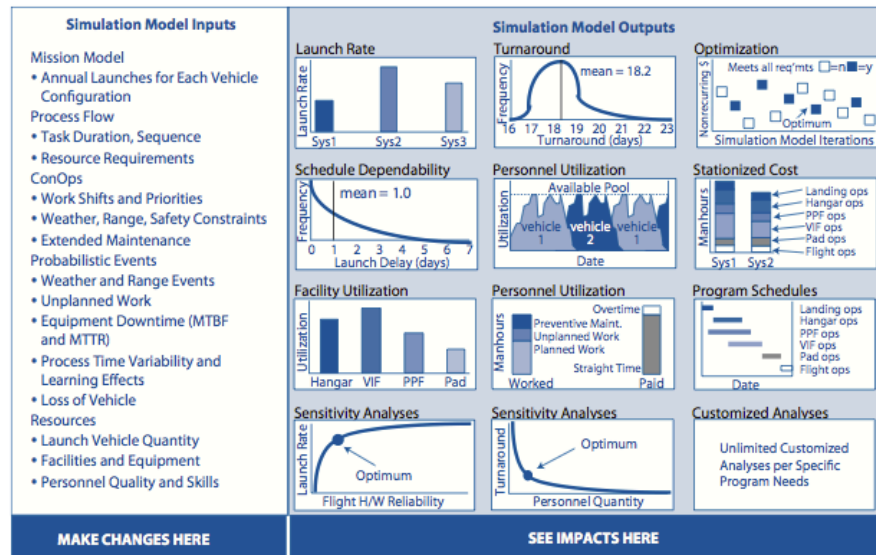 Simulation Model Inputs
Mission Model
• Annual Launches for Each Vehicle
Configuration
Process Flow
• Task Duration, Sequence
• Resource Requirements
ConOps
• Work Shifts and Priorities
• Weather, Range, Safety Constraints
• Extended Maintenance
Probabilistic Events
• Weather and Range Events
• Unplanned Work
• Equipment Downtime (MTBF
and MTTR)
• Process Time Variability and
Learning Effects
• Loss of Vehicle
Resources
• Launch Vehicle Quantity
• Facilities and Equipment
• Personnel Quality and Skills
MAKE CHANGES HERE
Simulation Model Outputs
Launch Rate
Launch Rate
Sys1 Sys2 Sys3
Turnaround
Frequency
mean = 18.2
16 17 18 19 20 21 22 23
Turnaround (days)
Optimization
Nonrecurring $
Meets all req'mts □=n ■=y
Optimum
Simulation Model Iterations
Schedule Dependability
Frequency
mean = 1.0
0 1 2 3 4 5 6 7
Launch Delay (days)
Personnel Utilization
Utilization
Available Pool
vehicle 1
vehicle 2
vehicle 1
Date
Stationized Cost
Manhours
Landing ops
Hangar ops
PPF ops
VIF ops
Pad ops
Flight ops
Sys1 Sys2
Facility Utilization
Utilization
Hangar VIF PPF Pad
Personnel Utilization
Manhours
Overtime
Preventive Maint.
Unplanned Work
Planned Work
Straight Time
Worked Paid
Program Schedules
Landing ops
Hangar ops
PPF ops
VIF ops
Pad ops
Flight ops
Date
Sensitivity Analyses
Launch Rate
Optimum
Flight H/W Reliability
Sensitivity Analyses
Turnaround
Optimum
Personnel Quantity
Customized Analyses
Unlimited Customized
Analyses per Specific
Program Needs
SEE IMPACTS HERE